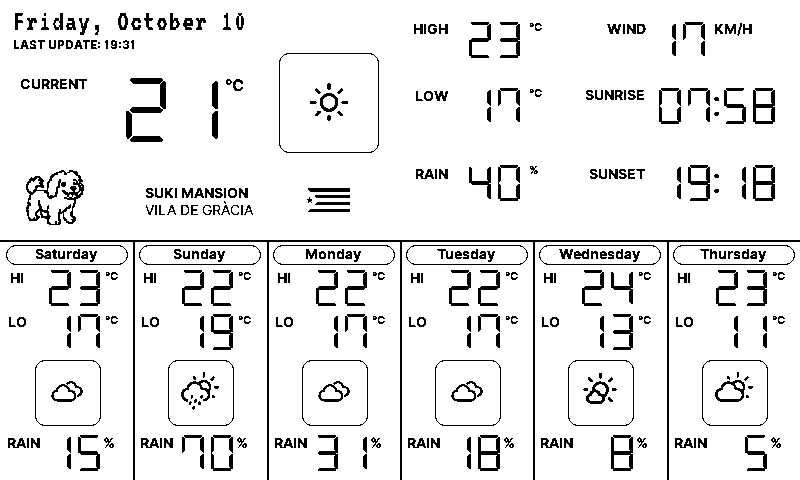 Friday, October 10
LAST UPDATE: 19:31
CURRENT 21°C
HIGH 23°C
WIND 17 KM/H
LOW 17°C
SUNRISE 07:58
RAIN 40%
SUNSET 19:18
SUKI MANSION
VILA DE GRÀCIA
Saturday
HI 23°C
LO 17°C
RAIN 15%
Sunday
HI 22°C
LO 19°C
RAIN 70%
Monday
HI 22°C
LO 17°C
RAIN 31%
Tuesday
HI 22°C
LO 17°C
RAIN 18%
Wednesday
HI 24°C
LO 13°C
RAIN 8%
Thursday
HI 23°C
LO 11°C
RAIN 5%